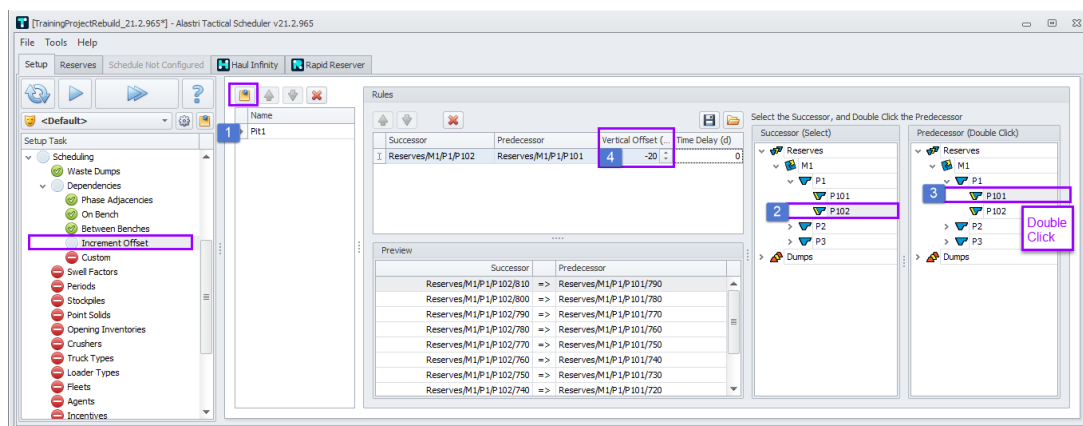 [TrainingProjectRebuild_21.2.965*] - Alastri Tactical Scheduler v21.2.965
File Tools Help
Setup Reserves Schedule Not Configured Haul Infinity Rapid Reserver
<Default>
Setup Task
Scheduling
Waste Dumps
Dependencies
Phase Adjacencies
On Bench
Between Benches
Increment Offset
Custom
Swell Factors
Periods
Stockpiles
Point Solids
Opening Inventories
Crushers
Truck Types
Loader Types
Fleets
Agents
Incentives
Name
1 Pit1
Rules
Successor Predecessor Vertical Offset (... Time Delay (d)
Reserves/M1/P1/P102 Reserves/M1/P1/P101 4 -20 0
Preview
Successor Predecessor
Reserves/M1/P1/P102/810 => Reserves/M1/P1/P101/790
Reserves/M1/P1/P102/800 => Reserves/M1/P1/P101/780
Reserves/M1/P1/P102/790 => Reserves/M1/P1/P101/770
Reserves/M1/P1/P102/780 => Reserves/M1/P1/P101/760
Reserves/M1/P1/P102/770 => Reserves/M1/P1/P101/750
Reserves/M1/P1/P102/760 => Reserves/M1/P1/P101/740
Reserves/M1/P1/P102/750 => Reserves/M1/P1/P101/730
Reserves/M1/P1/P102/740 => Reserves/M1/P1/P101/720
Select the Successor, and Double Click the Predecessor
Successor (Select)
Reserves
M1
P1
P101
2 P102
P2
P3
Dumps
Predecessor (Double Click)
Reserves
M1
P1
3 P101
P102
P2
P3
Dumps
Double
Click